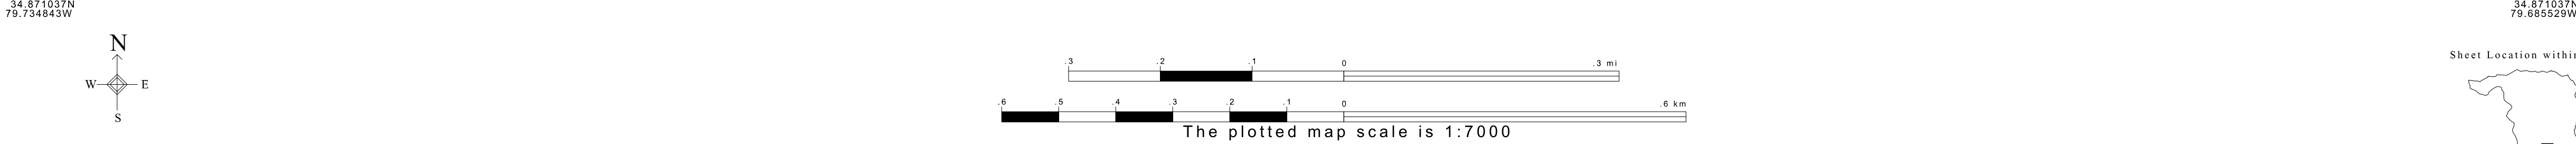 34.871037N
79.734843W
34.871037N
79.685529W
N
W E
S
Sheet Location within
.3 .2 .1 0 .3 mi
.6 .5 .4 .3 .2 .1 0 .6 km
The plotted map scale is 1:7000